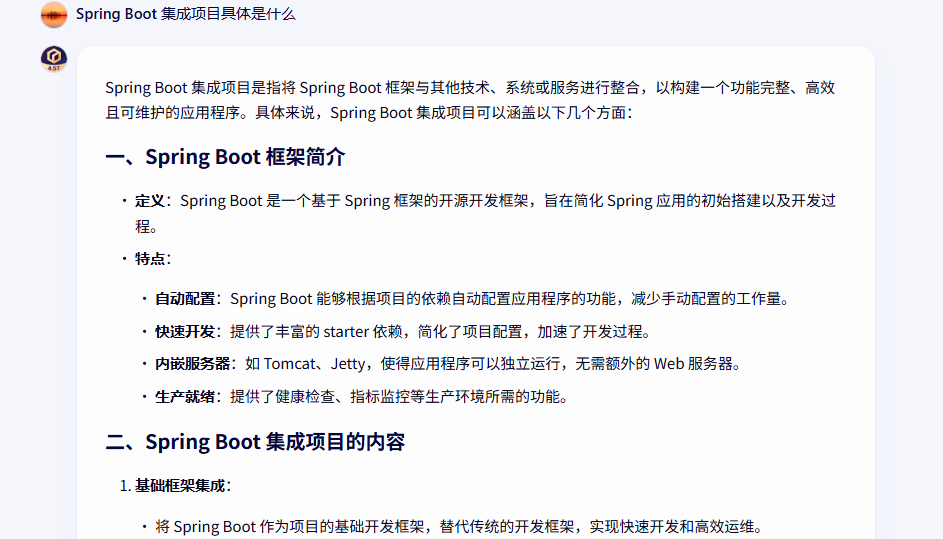 Spring Boot 集成项目具体是什么
4.5T
Spring Boot 集成项目是指将 Spring Boot 框架与其他技术、系统或服务进行整合，以构建一个功能完整、高效
且可维护的应用程序。具体来说，Spring Boot 集成项目可以涵盖以下几个方面：
一、Spring Boot 框架简介
• 定义：Spring Boot 是一个基于 Spring 框架的开源开发框架，旨在简化 Spring 应用的初始搭建以及开发过
程。
• 特点：
• 自动配置：Spring Boot 能够根据项目的依赖自动配置应用程序的功能，减少手动配置的工作量。
• 快速开发：提供了丰富的 starter 依赖，简化了项目配置，加速了开发过程。
• 内嵌服务器：如 Tomcat、Jetty，使得应用程序可以独立运行，无需额外的 Web 服务器。
• 生产就绪：提供了健康检查、指标监控等生产环境所需的功能。
二、Spring Boot 集成项目的内容
1. 基础框架集成：
• 将 Spring Boot 作为项目的基础开发框架，替代传统的开发框架，实现快速开发和高效运维。